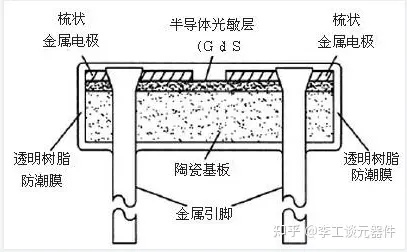 梳状
金属电极
半导体光敏层
(GdS
梳状
金属电极
透明树脂
防潮膜
陶瓷基板
透明树脂
防潮膜
金属引脚
知乎 @李工谈元器件